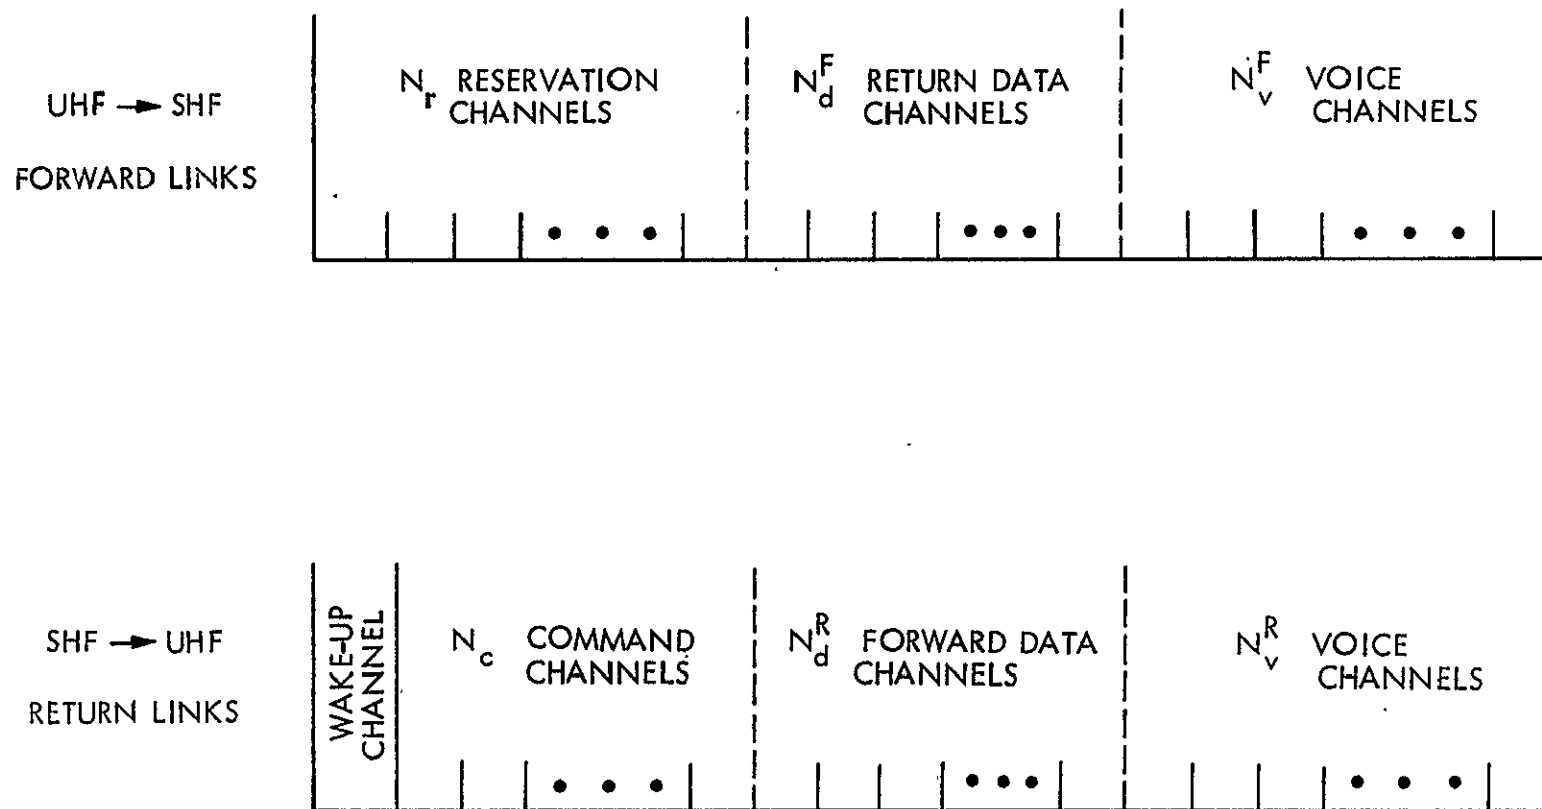 UHF → SHF
FORWARD LINKS
N_r RESERVATION
CHANNELS
N_d^F RETURN DATA
CHANNELS
N_v^F VOICE
CHANNELS
SHF → UHF
RETURN LINKS
WAKE-UP
CHANNEL
N_c COMMAND
CHANNELS
N_d^R FORWARD DATA
CHANNELS
N_v^R VOICE
CHANNELS